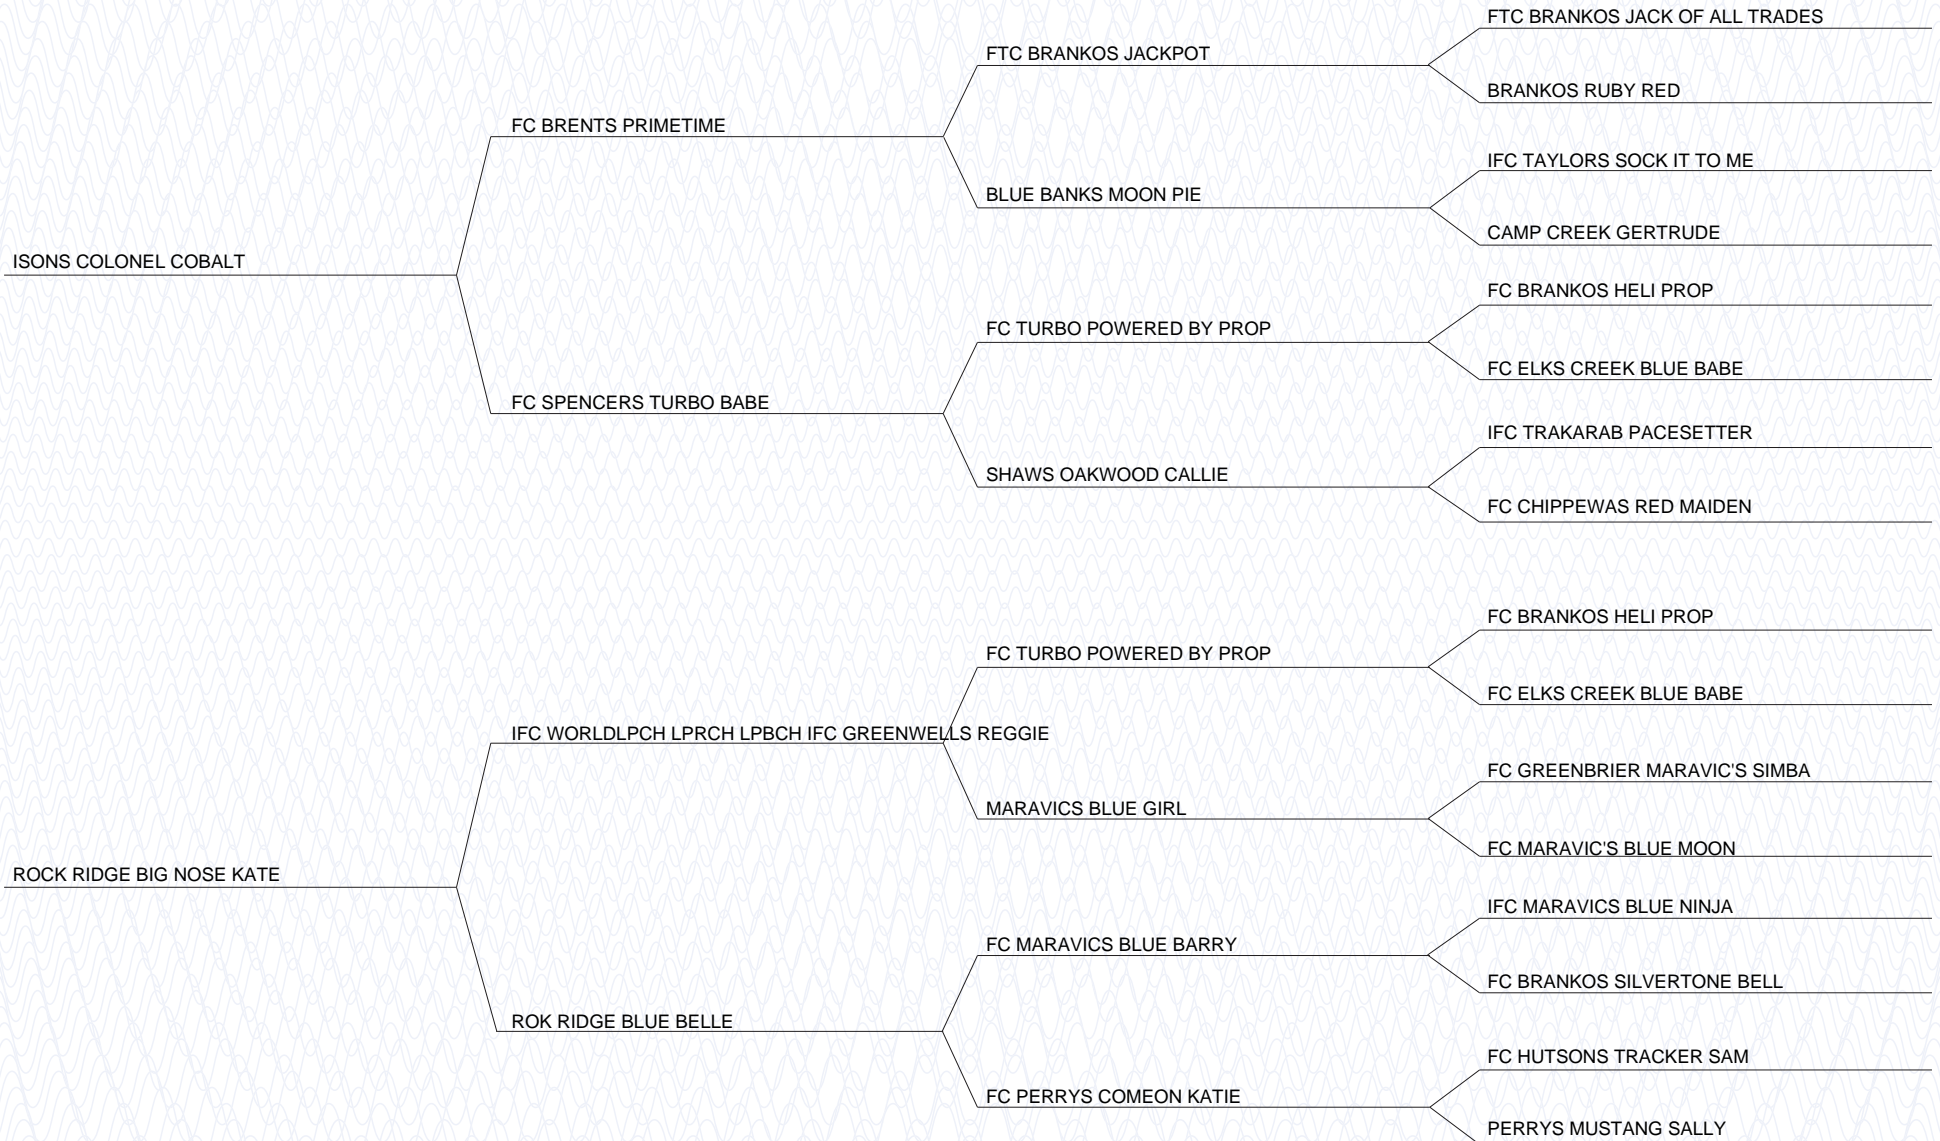 FTC BRANKOS JACK OF ALL TRADES
FTC BRANKOS JACKPOT
BRANKOS RUBY RED
FC BRENTS PRIMETIME
IFC TAYLORS SOCK IT TO ME
BLUE BANKS MOON PIE
CAMP CREEK GERTRUDE
ISONS COLONEL COBALT
FC BRANKOS HELI PROP
FC TURBO POWERED BY PROP
FC ELKS CREEK BLUE BABE
FC SPENCERS TURBO BABE
IFC TRAKARAB PACESETTER
SHAWS OAKWOOD CALLIE
FC CHIPPEWAS RED MAIDEN
FC BRANKOS HELI PROP
FC TURBO POWERED BY PROP
FC ELKS CREEK BLUE BABE
IFC WORLDLPCH LPRCH LPBCH IFC GREENWELLS REGGIE
FC GREENBRIER MARAVIC'S SIMBA
MARAVICS BLUE GIRL
FC MARAVIC'S BLUE MOON
ROCK RIDGE BIG NOSE KATE
IFC MARAVICS BLUE NINJA
FC MARAVICS BLUE BARRY
FC BRANKOS SILVERTONE BELL
ROK RIDGE BLUE BELLE
FC HUTSONS TRACKER SAM
FC PERRYS COMEON KATIE
PERRYS MUSTANG SALLY